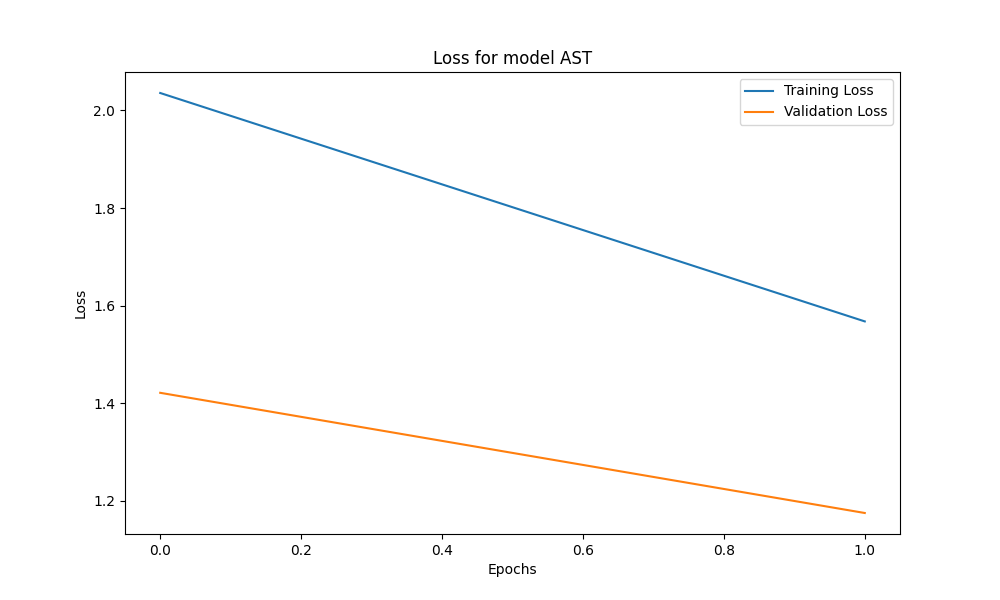 Loss for model AST
Training Loss
Validation Loss
2.0
1.8
1.6
1.4
1.2
Loss
0.0 0.2 0.4 0.6 0.8 1.0
Epochs